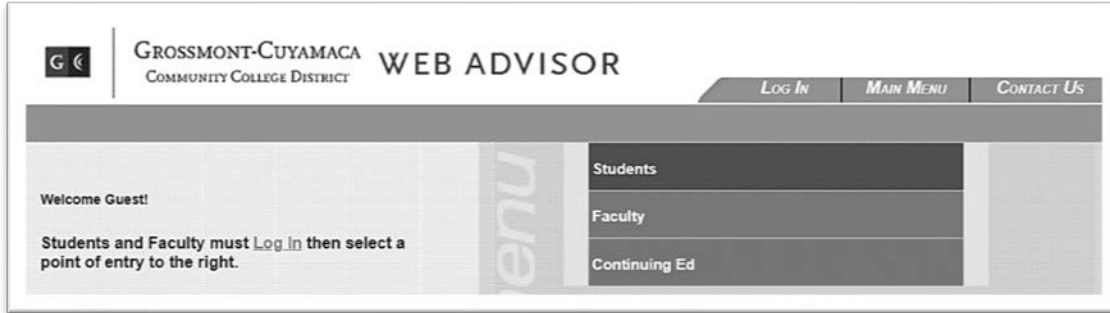 G C
GROSSMONT-CUYAMACA
COMMUNITY COLLEGE DISTRICT
WEB ADVISOR
LOG IN
MAIN MENU
CONTACT US
Welcome Guest!
Students and Faculty must Log In then select a
point of entry to the right.
enu
Students
Faculty
Continuing Ed